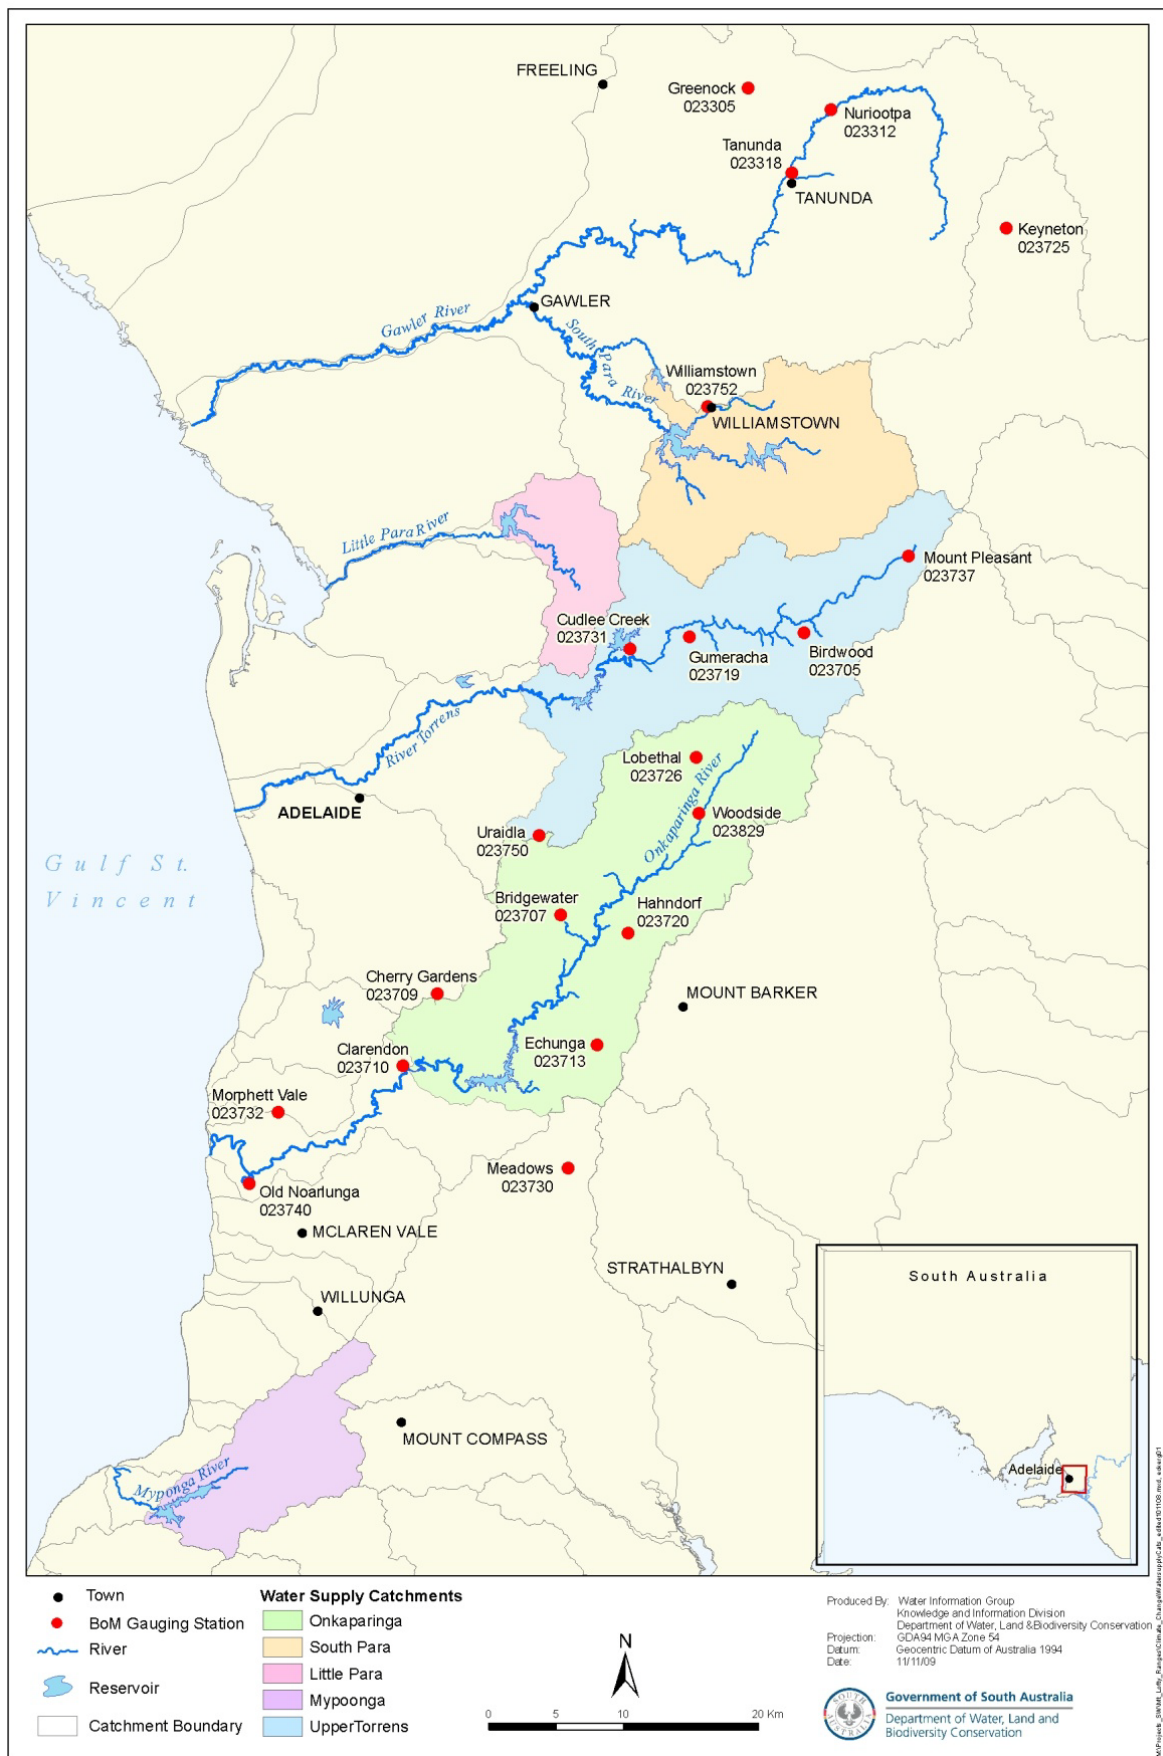 FREELING
Greenock
023305
Nuriootpa
023312
Tanunda
023318
TANUNDA
Keyneton
023725
GAWLER
Gawler River
South Para River
Williamstown
023752
WILLIAMSTOWN
Little Para River
Mount Pleasant
023737
Cudlee Creek
023731
Gumeracha
023719
Birdwood
023705
River Torrens
Lobethal
023726
Onkaparinga River
Woodside
023829
ADELAIDE
Uraidla
023750
Gulf St.
Vincent
Bridgewater
023707
Hahndorf
023720
Cherry Gardens
023709
MOUNT BARKER
Clarendon
023710
Echunga
023713
Morphett Vale
023732
Meadows
023730
Old Noarlunga
023740
MCLAREN VALE
STRATHALBYN
WILLUNGA
MOUNT COMPASS
Myponga River
South Australia
Adelaide
Town
BoM Gauging Station
River
Reservoir
Catchment Boundary
Water Supply Catchments
Onkaparinga
South Para
Little Para
Mypoonga
UpperTorrens
N
0 5 10 20 Km
Produced By: Water Information Group
Knowledge and Information Division
Department of Water, Land &Biodiversity Conservation
Projection: GDA94 MGA Zone 54
Datum: Geocentric Datum of Australia 1994
Date: 11/11/09
SOUTH AUSTRALIA
Government of South Australia
Department of Water, Land and
Biodiversity Conservation